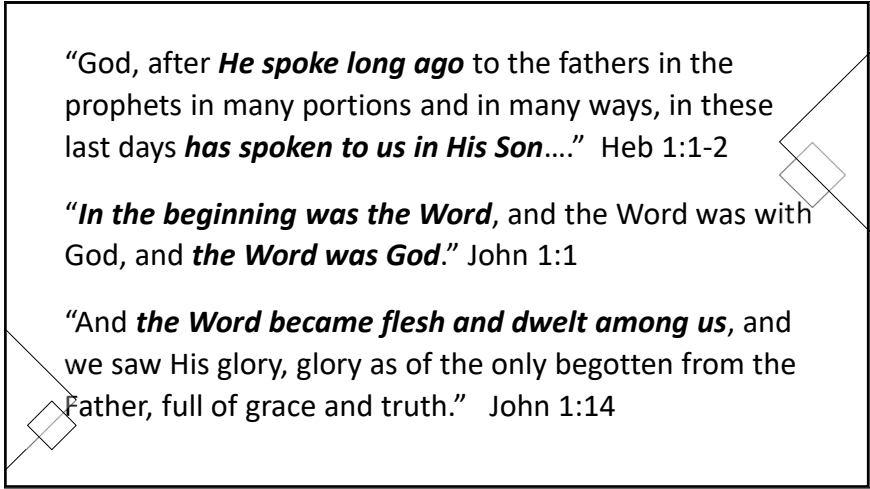 “God, after He spoke long ago to the fathers in the
prophets in many portions and in many ways, in these
last days has spoken to us in His Son….” Heb 1:1-2
“In the beginning was the Word, and the Word was with
God, and the Word was God.” John 1:1
“And the Word became flesh and dwelt among us, and
we saw His glory, glory as of the only begotten from the
Father, full of grace and truth.” John 1:14